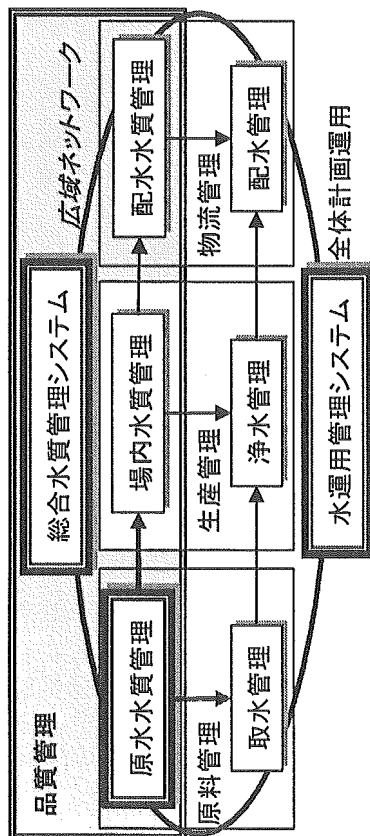 品質管理
総合水質管理システム
広域ネットワーク
原水水質管理
場内水質管理
配水水質管理
原料管理
生産管理
物流管理
取水管理
浄水管理
配水管理
水運用管理システム
全体計画運用